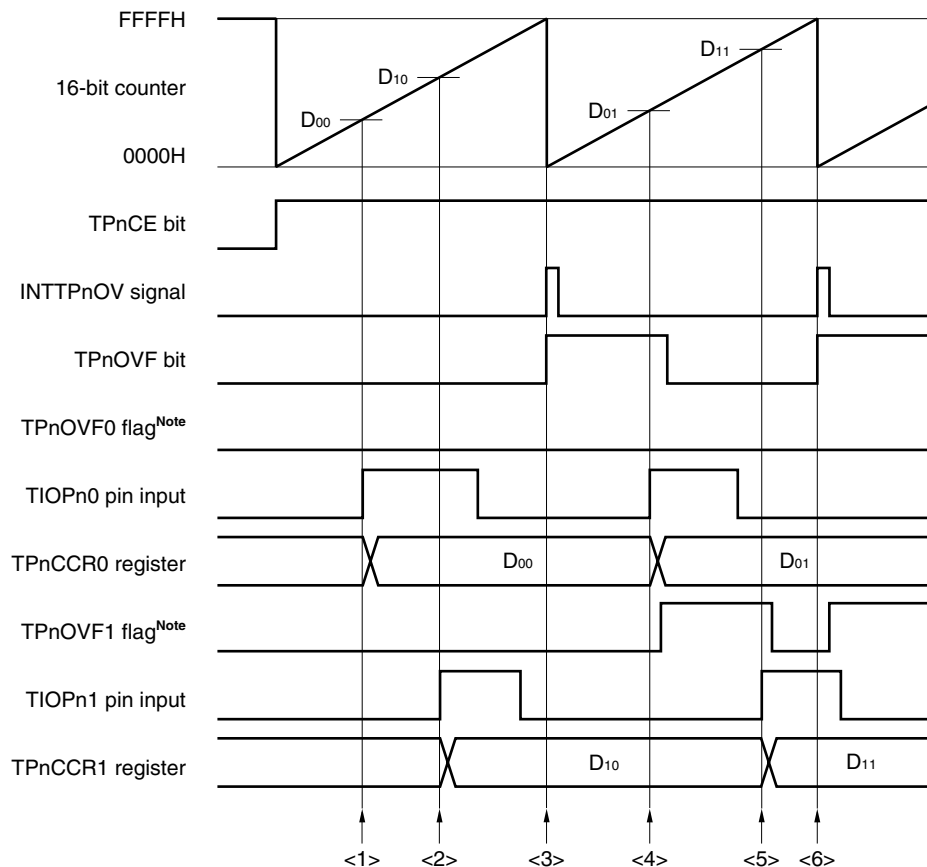 FFFFH
16-bit counter
0000H
D00
D10
D01
D11
TPnCE bit
INTTPnOV signal
TPnOVF bit
TPnOVF0 flagNote
TIOPn0 pin input
TPnCCR0 register
D00
D01
TPnOVF1 flagNote
TIOPn1 pin input
TPnCCR1 register
D10
D11
<1> <2> <3> <4> <5> <6>